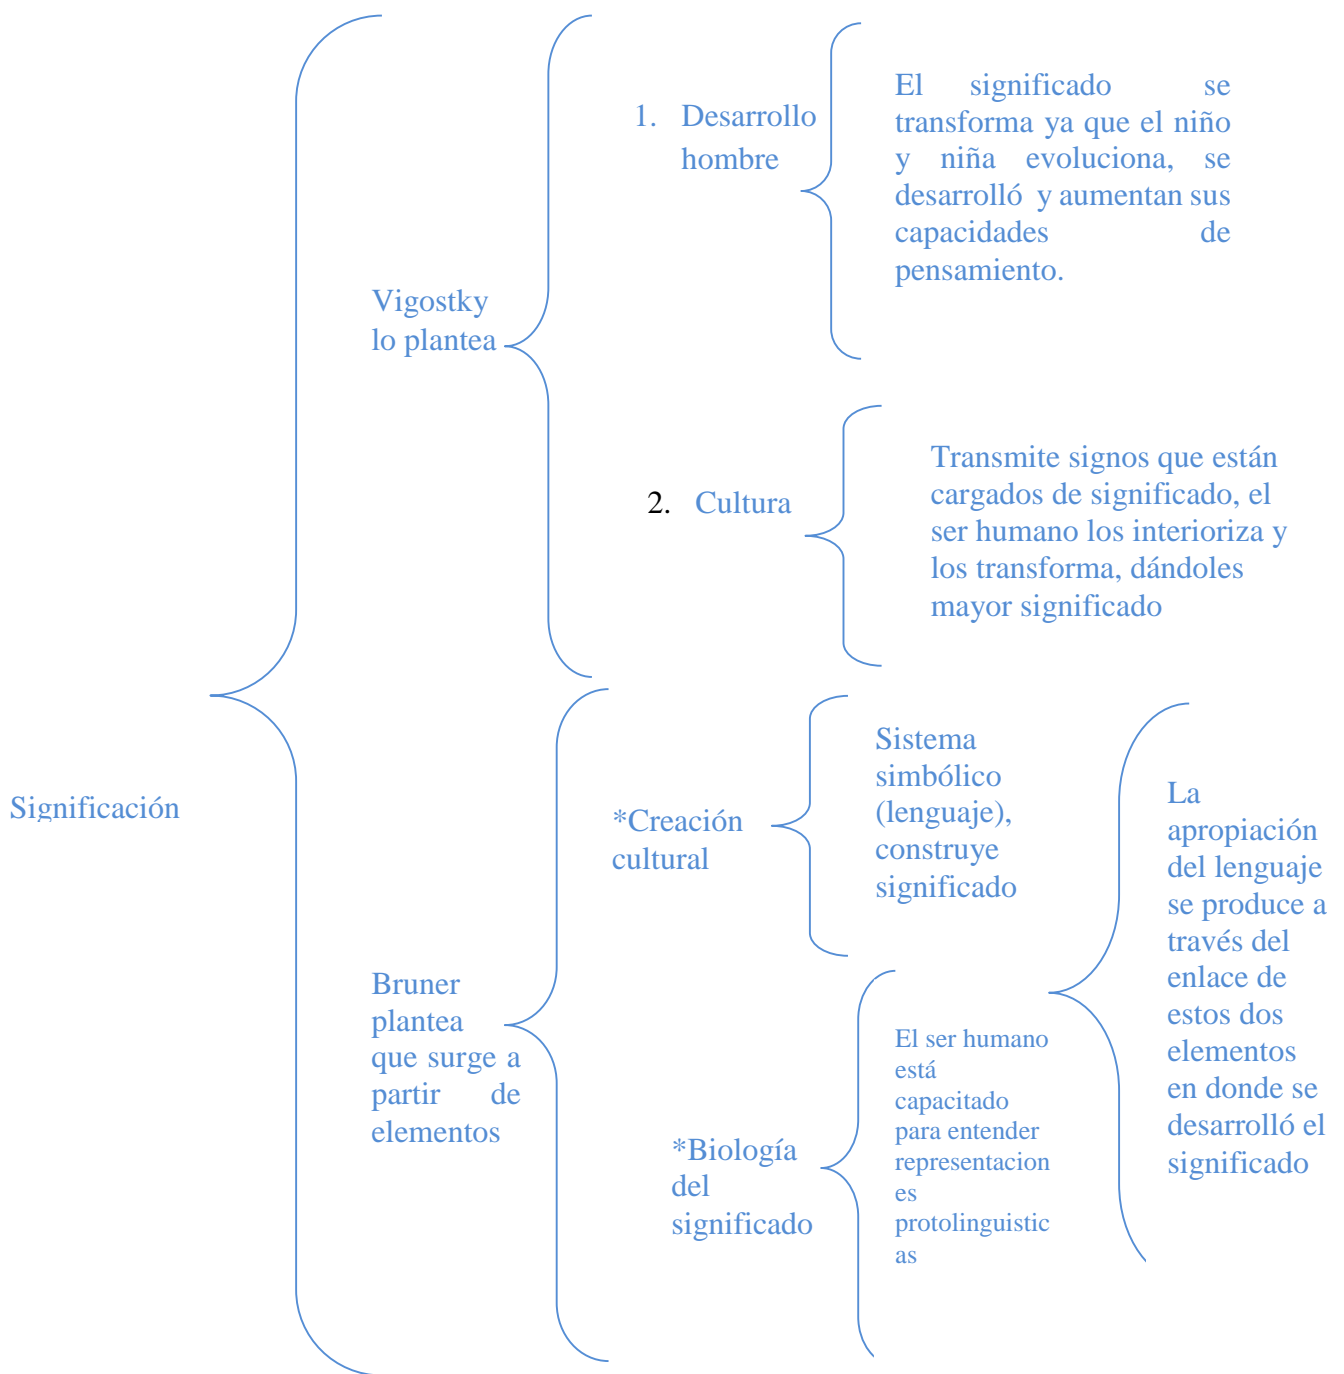 Significación
Vigostky
lo plantea
1. Desarrollo
hombre
El significado se
transforma ya que el niño
y niña evoluciona, se
desarrolló y aumentan sus
capacidades de
pensamiento.
2. Cultura
Transmite signos que están
cargados de significado, el
ser humano los interioriza y
los transforma, dándoles
mayor significado
Bruner
plantea
que surge a
partir de
elementos
*Creación
cultural
Sistema
simbólico
(lenguaje),
construye
significado
*Biología
del
significado
El ser humano
está
capacitado
para entender
representacion
es
protolinguistic
as
La
apropiación
del lenguaje
se produce a
través del
enlace de
estos dos
elementos
en donde se
desarrolló el
significado